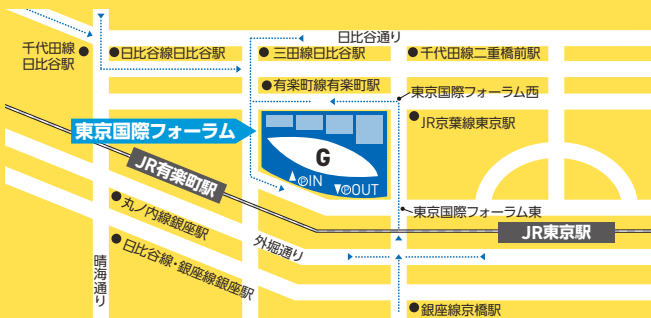 日比谷通り
千代田線
日比谷駅
日比谷線日比谷駅
三田線日比谷駅
千代田線二重橋前駅
有楽町線有楽町駅
東京国際フォーラム西
JR京葉線東京駅
東京国際フォーラム
G
JR有楽町駅
▲ⓅIN
▼ⓅOUT
丸ノ内線銀座駅
東京国際フォーラム東
JR東京駅
外堀通り
日比谷線・銀座線銀座駅
晴海通り
銀座線京橋駅